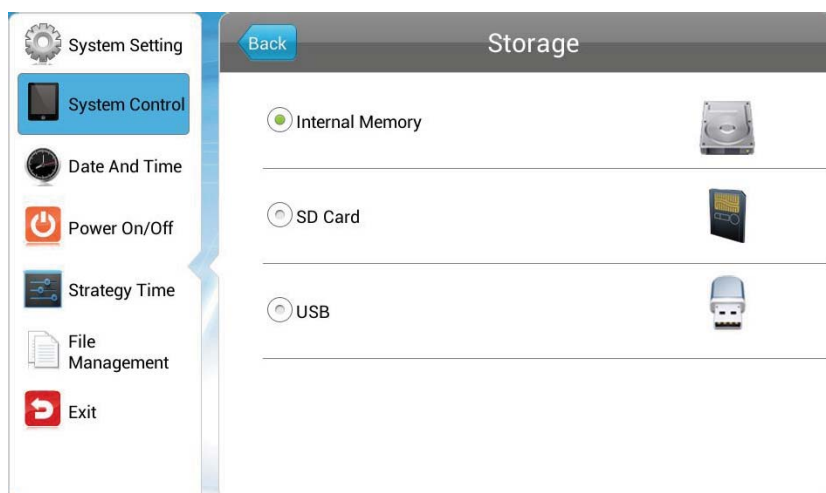 System Setting
System Control
Date And Time
Power On/Off
Strategy Time
File
Management
Exit
Back
Storage
Internal Memory
SD Card
USB